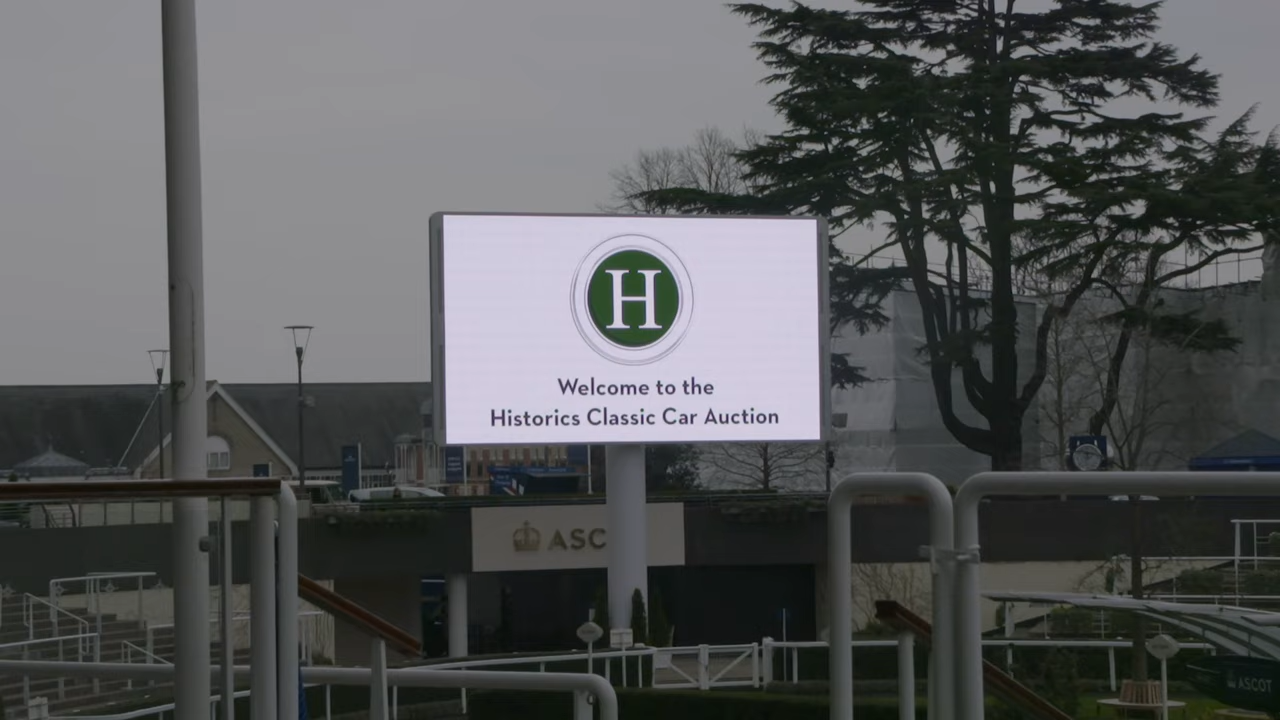 H
Welcome to the
Historics Classic Car Auction
ASC
ASCOT